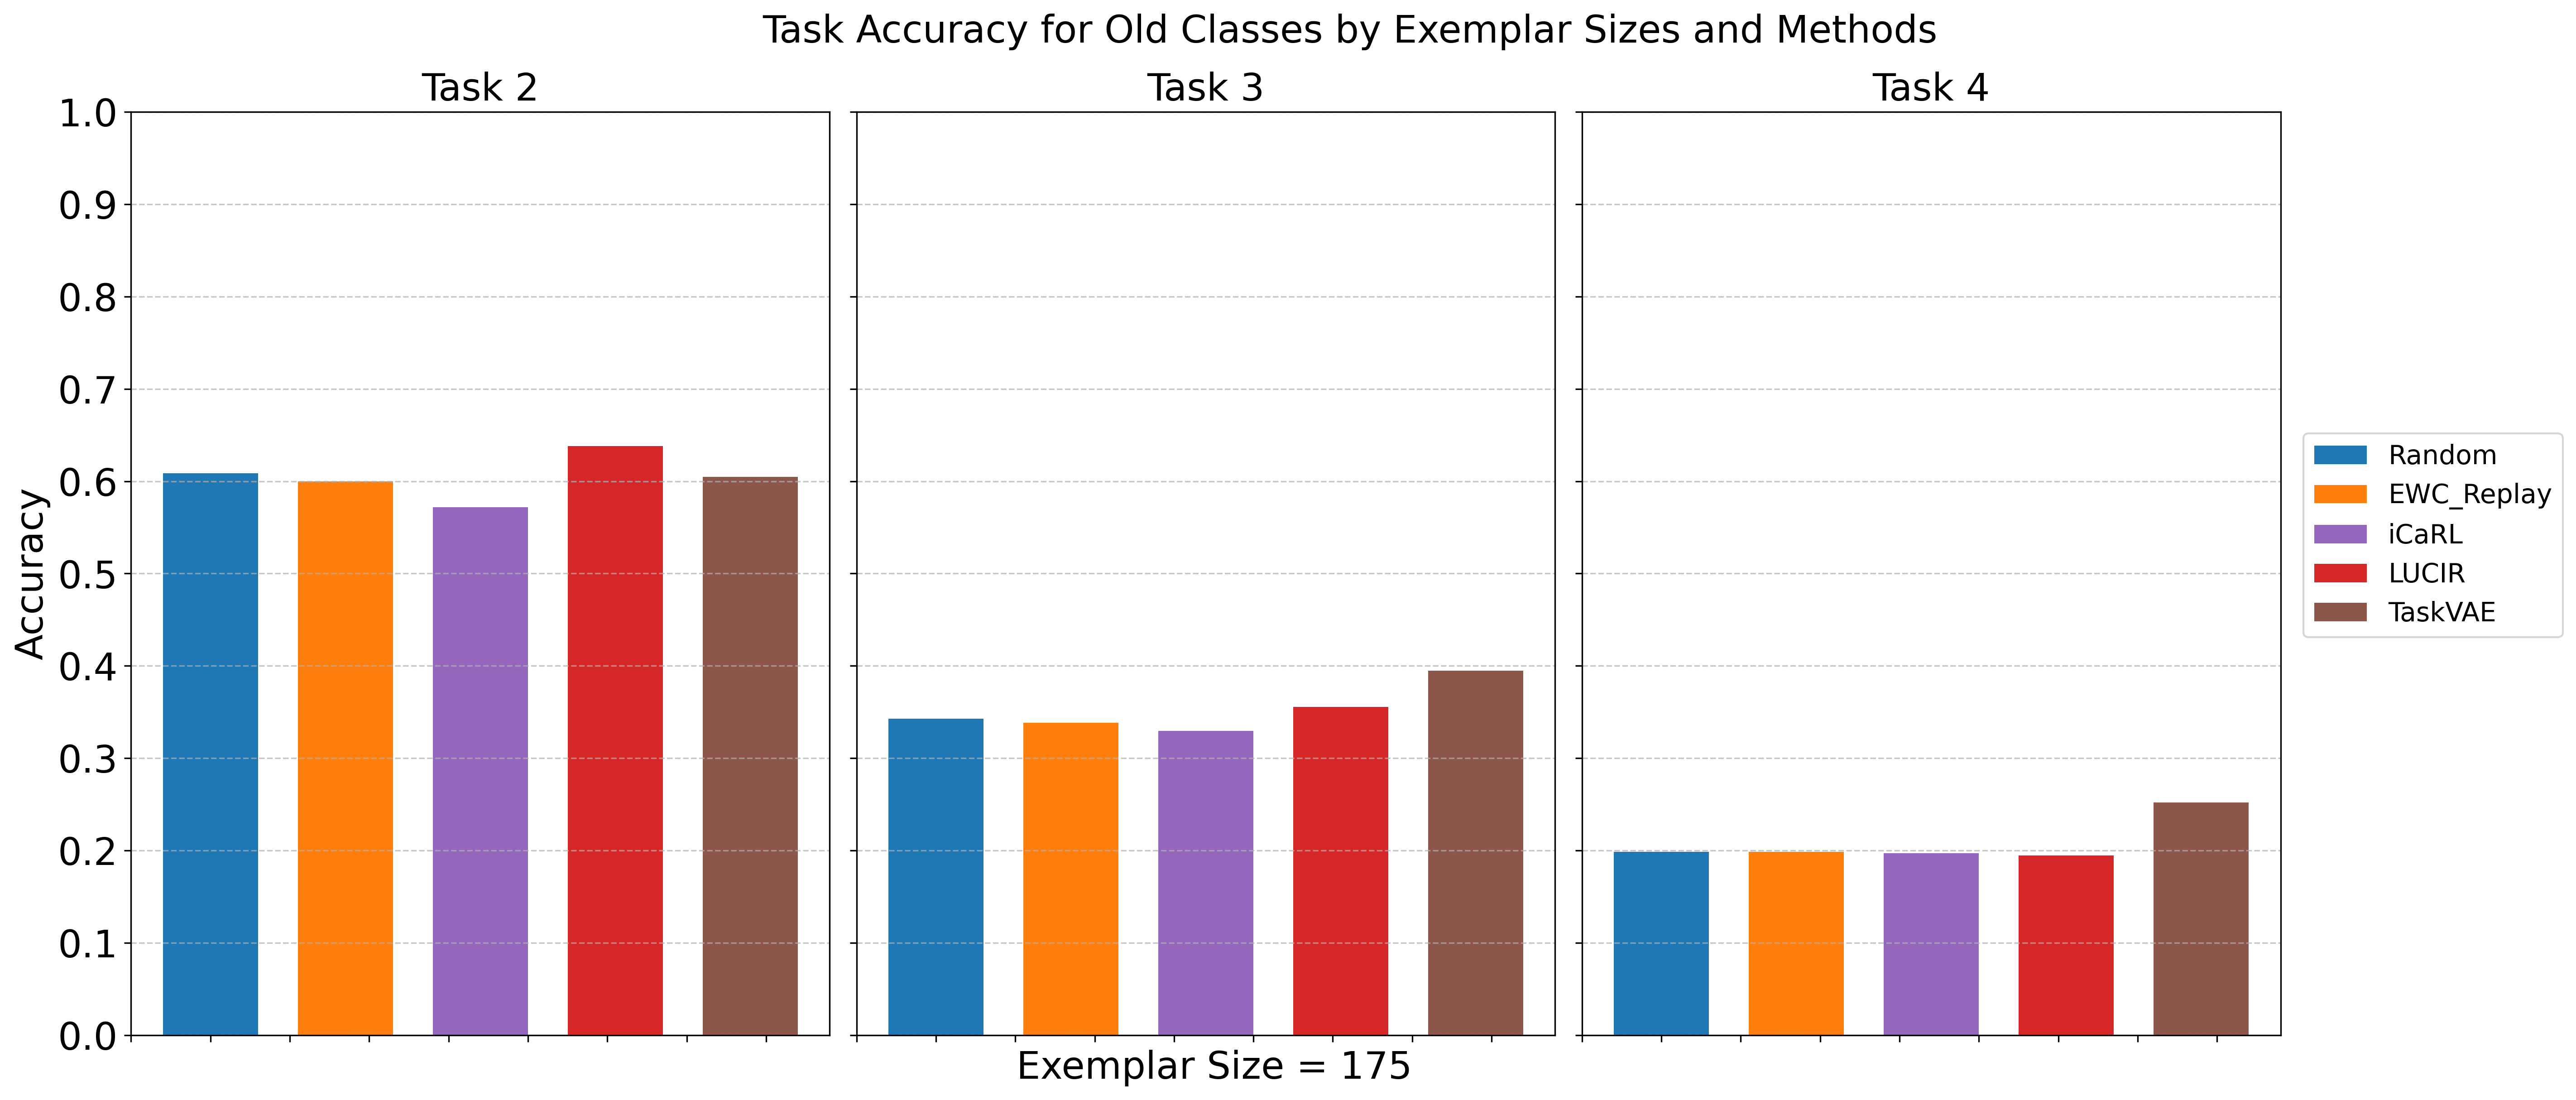 Task Accuracy for Old Classes by Exemplar Sizes and Methods
Task 2
Task 3
Task 4
Accuracy
1.0
0.9
0.8
0.7
0.6
0.5
0.4
0.3
0.2
0.1
0.0
Exemplar Size = 175
Random
EWC_Replay
iCaRL
LUCIR
TaskVAE